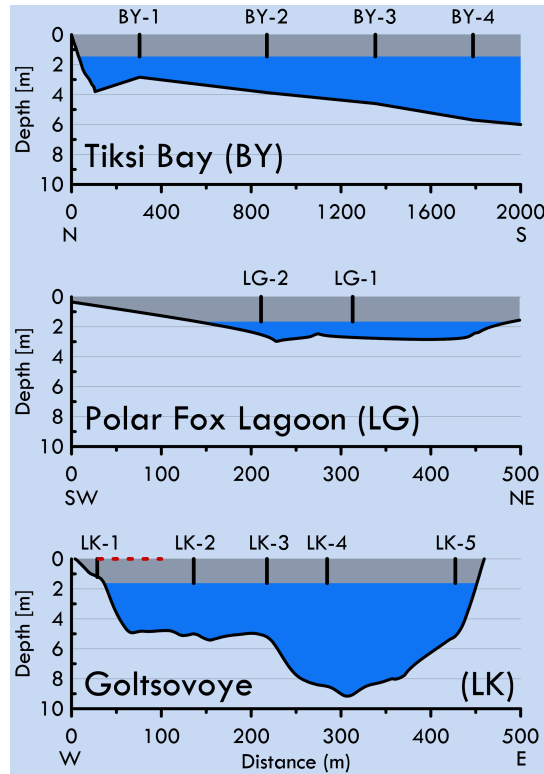 BY-1 BY-2 BY-3 BY-4
Depth [m]
0
2
4
6
8
10
Tiksi Bay (BY)
0 400 800 1200 1600 2000
N S
LG-2 LG-1
Depth [m]
0
2
4
6
8
10
Polar Fox Lagoon (LG)
0 100 200 300 400 500
SW NE
LK-1 LK-2 LK-3 LK-4 LK-5
Depth [m]
0
2
4
6
8
10
Goltsovoye (LK)
0 100 200 300 400 500
W Distance (m) E